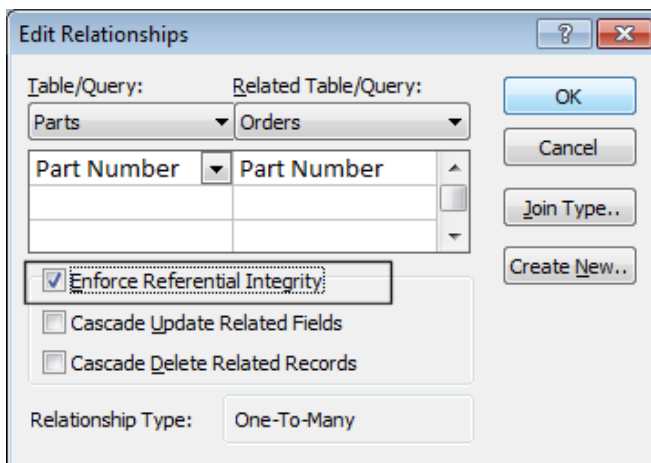 Edit Relationships
Table/Query: Related Table/Query:
Parts Orders
OK
Part Number Part Number
Cancel
Join Type..
Enforce Referential Integrity
Create New..
Cascade Update Related Fields
Cascade Delete Related Records
Relationship Type: One-To-Many